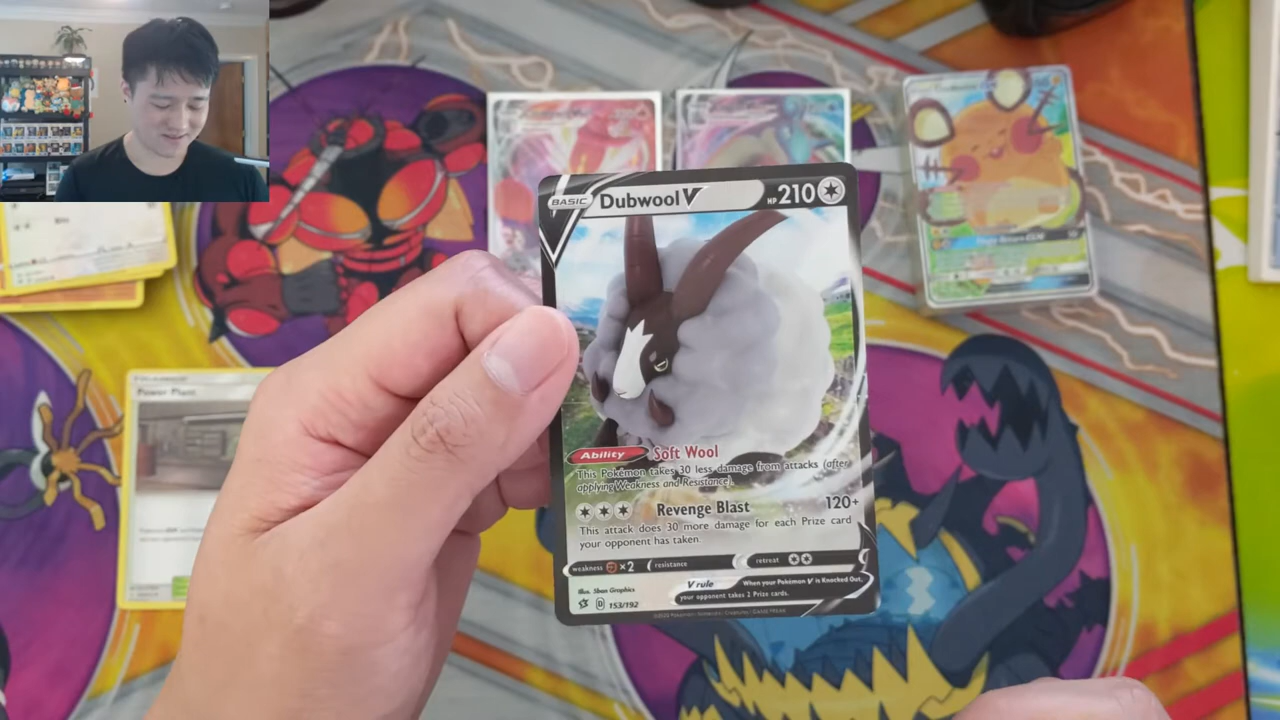 BASIC Dubwool V HP 210
Ability Soft Wool
This Pokémon takes 30 less damage from attacks (after
applying Weakness and Resistance).
Revenge Blast 120+
This attack does 30 more damage for each Prize card
your opponent has taken.
weakness ×2 resistance retreat
V rule When your Pokémon V is Knocked Out,
your opponent takes 2 Prize cards.
Illus. 5ban Graphics
D 153/192
Power Plant